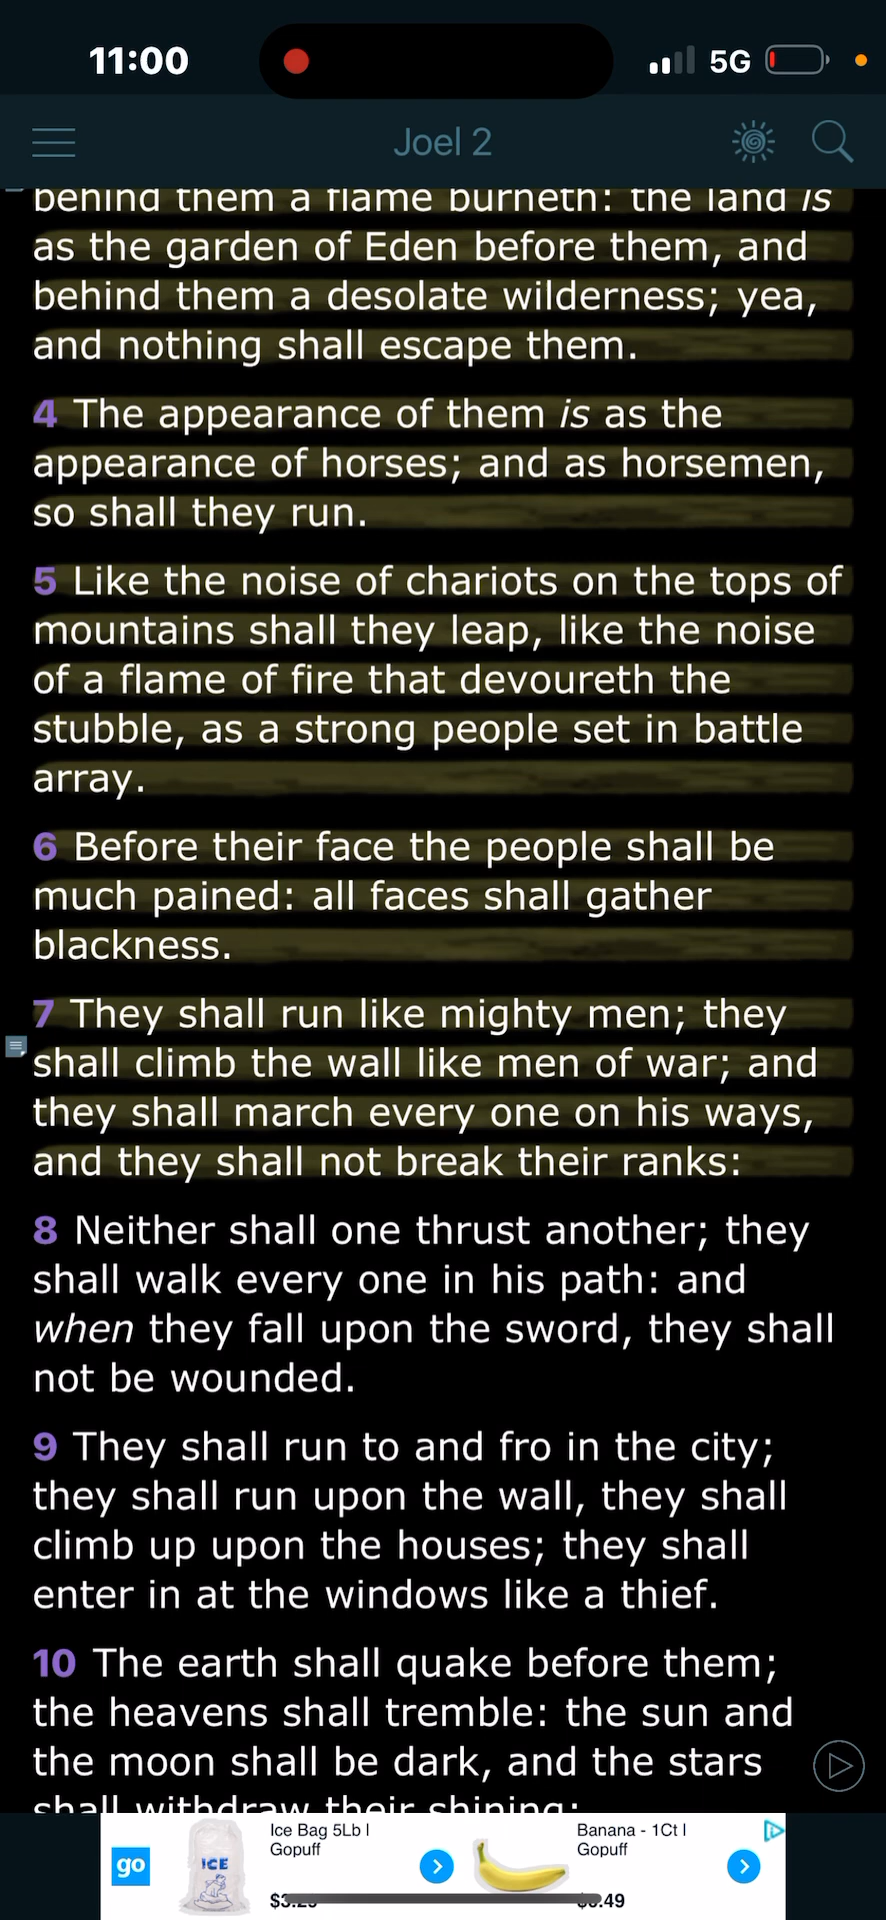 11:00
5G
Joel 2
behind them a flame burneth: the land is
as the garden of Eden before them, and
behind them a desolate wilderness; yea,
and nothing shall escape them.
4 The appearance of them is as the
appearance of horses; and as horsemen,
so shall they run.
5 Like the noise of chariots on the tops of
mountains shall they leap, like the noise
of a flame of fire that devoureth the
stubble, as a strong people set in battle
array.
6 Before their face the people shall be
much pained: all faces shall gather
blackness.
7 They shall run like mighty men; they
shall climb the wall like men of war; and
they shall march every one on his ways,
and they shall not break their ranks:
8 Neither shall one thrust another; they
shall walk every one in his path: and
when they fall upon the sword, they shall
not be wounded.
9 They shall run to and fro in the city;
they shall run upon the wall, they shall
climb up upon the houses; they shall
enter in at the windows like a thief.
10 The earth shall quake before them;
the heavens shall tremble: the sun and
the moon shall be dark, and the stars
shall withdraw their shining:
go
ICE
Ice Bag 5Lb |
Gopuff
Banana - 1Ct |
Gopuff